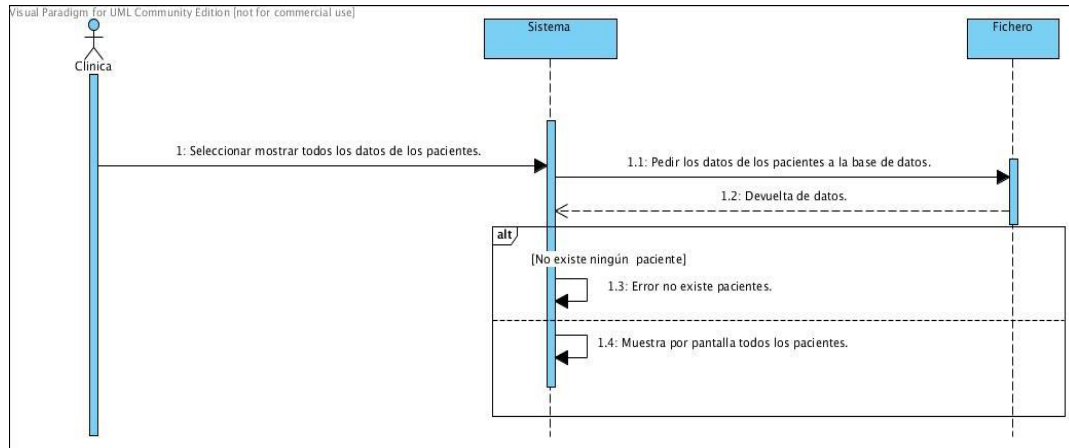 Visual Paradigm for UML Community Edition [not for commercial use]
Sistema
Fichero
Clinica
1: Seleccionar mostrar todos los datos de los pacientes.
1.1: Pedir los datos de los pacientes a la base de datos.
1.2: Devuelta de datos.
alt
[No existe ningún paciente]
1.3: Error no existe pacientes.
1.4: Muestra por pantalla todos los pacientes.